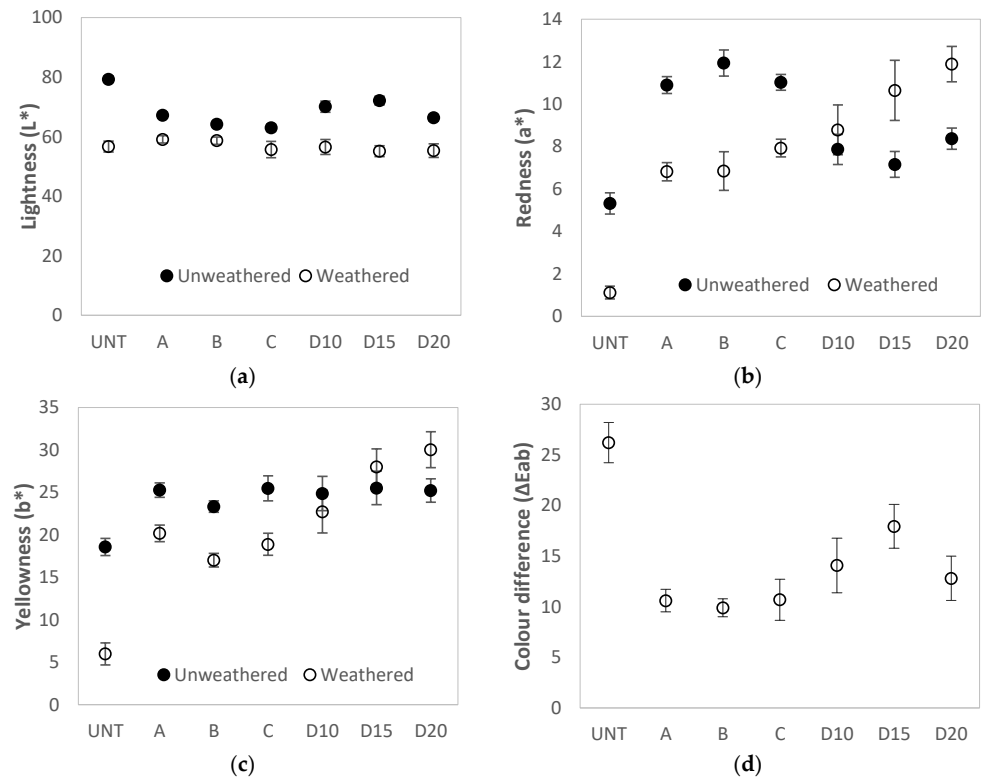 Lightness (L*)
100
80
60
40
20
0
Unweathered Weathered
UNT A B C D10 D15 D20
(a)
Redness (a*)
14
12
10
8
6
4
2
0
Unweathered Weathered
UNT A B C D10 D15 D20
(b)
Yellowness (b*)
35
30
25
20
15
10
5
0
Unweathered Weathered
UNT A B C D10 D15 D20
(c)
Colour difference (ΔEab)
30
25
20
15
10
5
0
UNT A B C D10 D15 D20
(d)